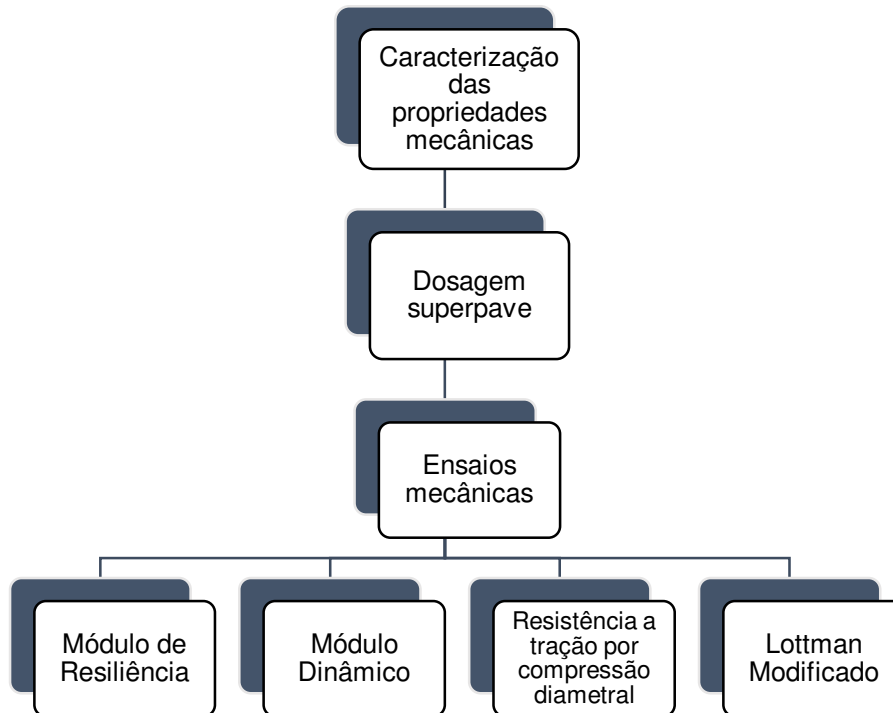 Caracterização
das
propriedades
mecânicas
Dosagem
superpave
Ensaios
mecânicas
Módulo de
Resiliência
Módulo
Dinâmico
Resistência a
tração por
compressão
diametral
Lottman
Modificado